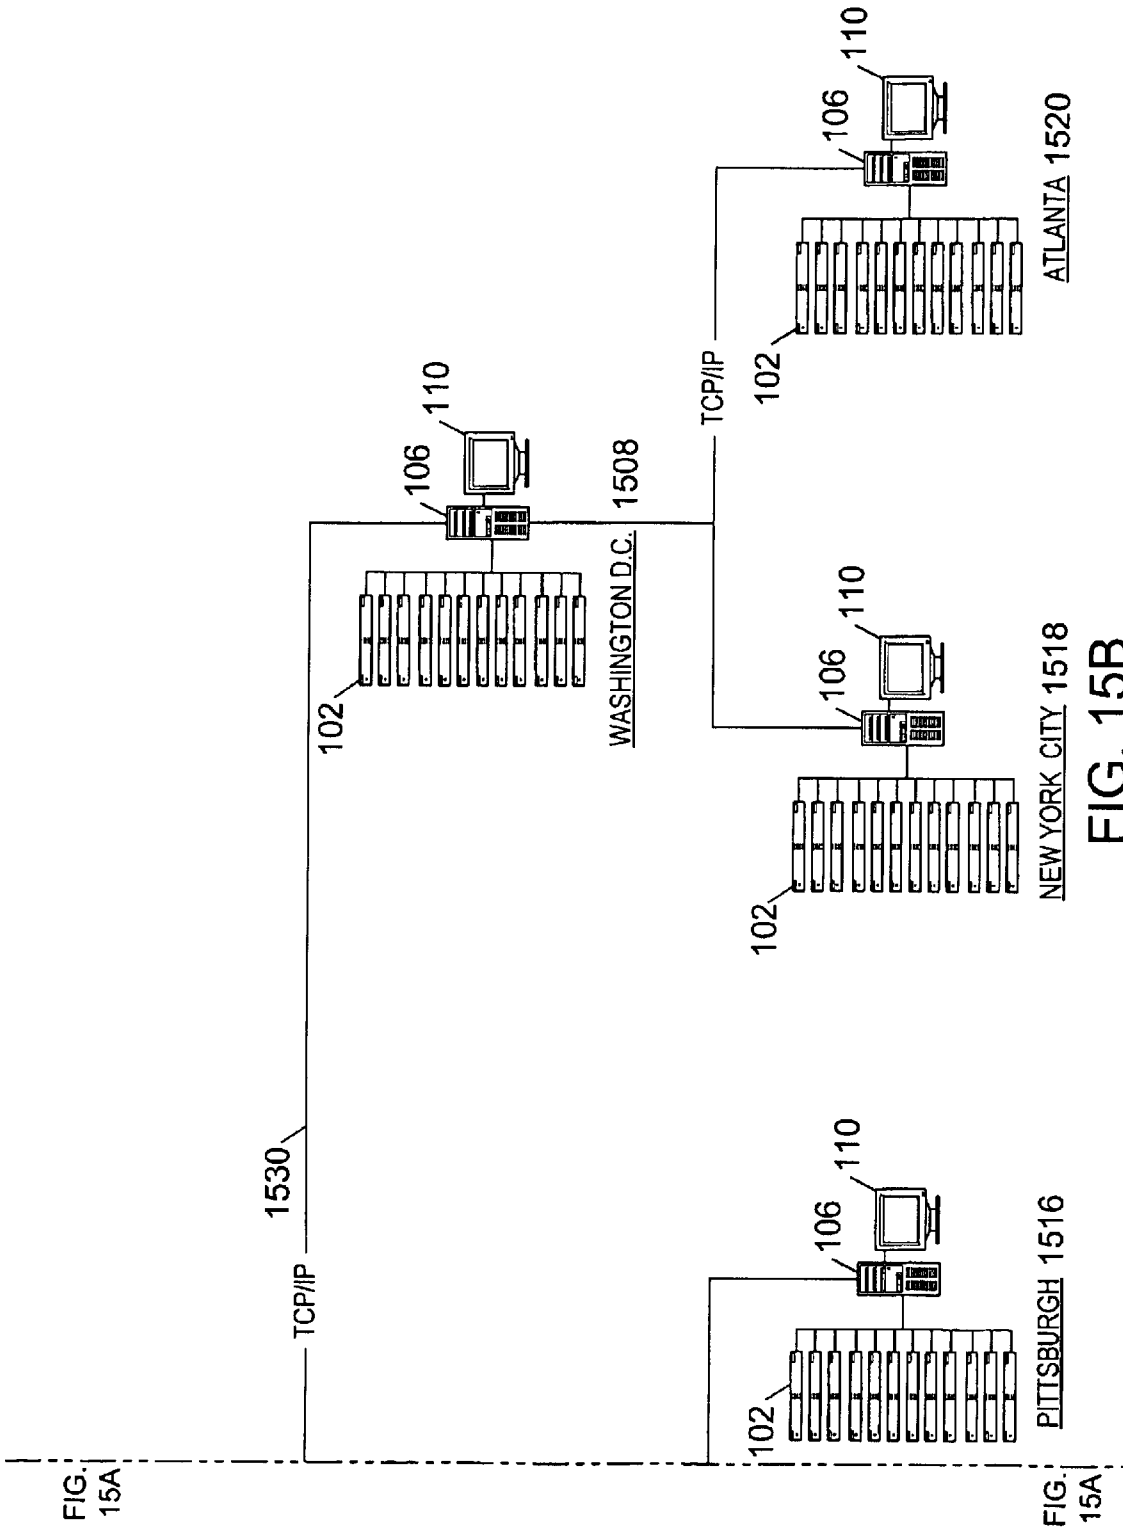 FIG.
15A
TCP/IP
1530
102
106
110
WASHINGTON D.C. 1508
TCP/IP
102
106
110
PITTSBURGH 1516
102
106
110
NEW YORK CITY 1518
102
106
110
ATLANTA 1520
FIG.
15A
FIG. 15B